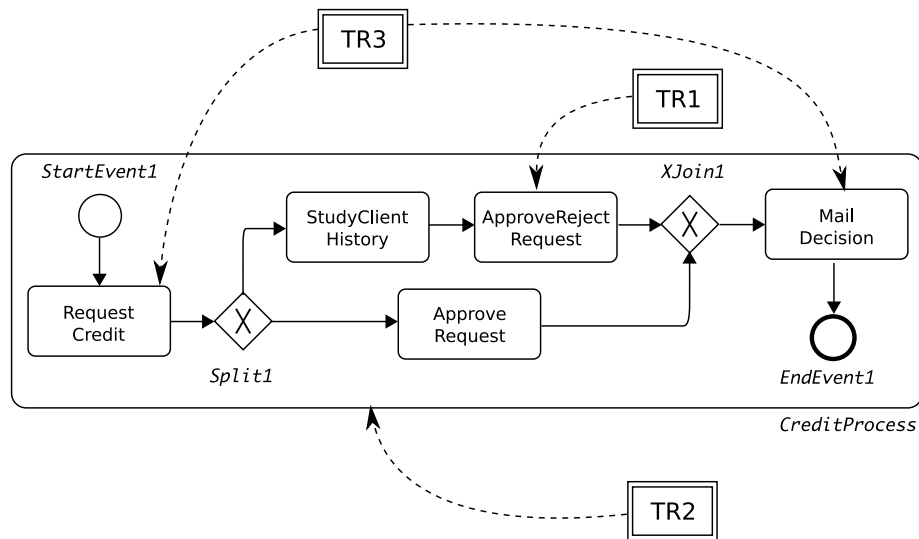 TR3
TR1
StartEvent1
XJoin1
StudyClient
History
ApproveReject
Request
X
Mail
Decision
Request
Credit
X
Approve
Request
Split1
EndEvent1
CreditProcess
TR2